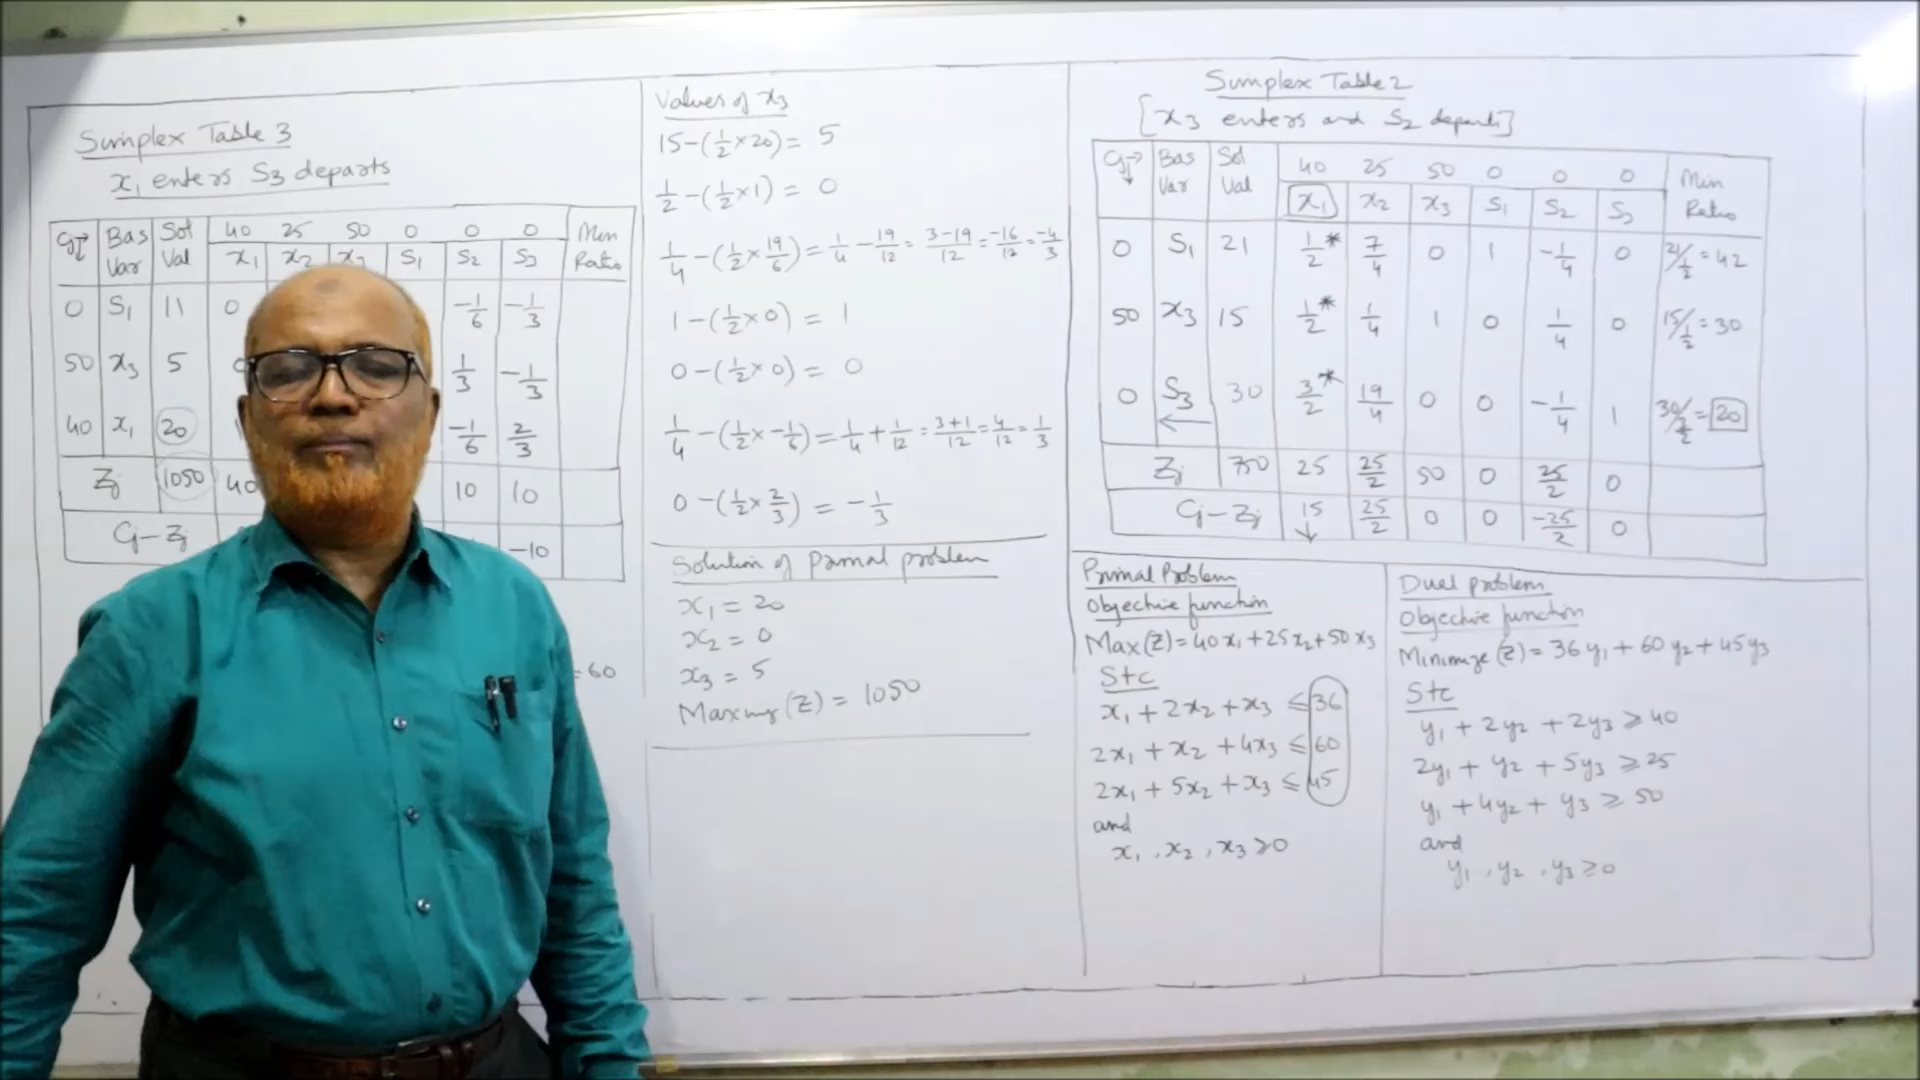 Simplex Table 3
x₁ enters S₃ departs
Cj→ Bas Var Sol Val 40 25 50 0 0 0 Min Ratio
x₁ x₂ x₃ S₁ S₂ S₃
0 S₁ 11 0 -1/6 -1/3
50 x₃ 5 1/3 -1/3
40 x₁ 20 -1/6 2/3
Zj 1050 40 10 10
Cj-Zj -10
=60
Values of x₃
15-(1/2×20)= 5
1/2-(1/2×1) = 0
1/4-(1/2×19/6)=1/4-19/12=3-19/12=-16/12=-4/3
1-(1/2×0) = 1
0-(1/2×0) = 0
1/4-(1/2×-1/6)=1/4+1/12=3+1/12=4/12=1/3
0-(1/2×2/3) = -1/3
Solution of Primal problem
x₁ = 20
x₂ = 0
x₃ = 5
(Z) = 1050
Simplex Table 2
[x₃ enters and S₂ departs]
Cj→ Bas Var Sol Val 40 25 50 0 0 0 Min Ratio
x₁ x₂ x₃ S₁ S₂ S₃
0 S₁ 21 1/2* 7/4 0 1 -1/4 0 21/1/2=42
50 x₃ 15 1/2* 1/4 1 0 1/4 0 15/1/2=30
0 S₃ 30 3/2* 19/4 0 0 -1/4 1 30/3/2=20
Zj 750 25 25/2 50 0 25/2 0
Cj-Zj 15 25/2 0 0 -25/2 0
Primal Problem
Objective function
Max(Z)=40x₁+25x₂+50x₃
Stc
x₁+2x₂+x₃ ≤36
2x₁+x₂+4x₃ ≤60
2x₁+5x₂+x₃ ≤45
and
x₁,x₂,x₃≥0
Dual problem
Objective function
Minimize(Z)=36y₁+60y₂+45y₃
Stc
y₁+2y₂+2y₃≥40
2y₁+y₂+5y₃≥25
y₁+4y₂+y₃≥50
and
y₁,y₂,y₃≥0